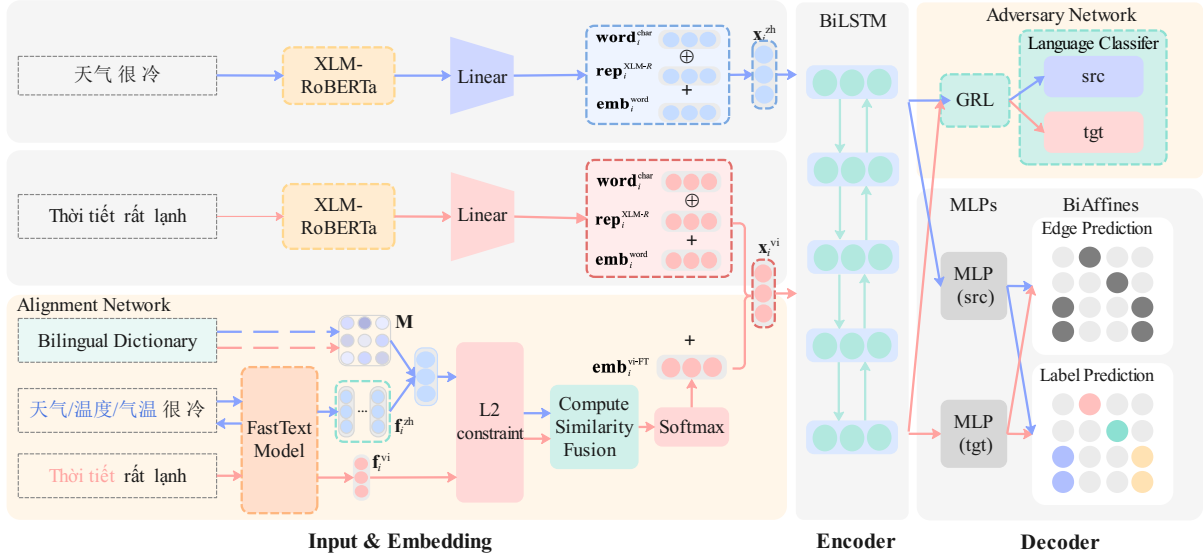 天气 很 冷
XLM-
RoBERTa
Linear
word_i^char
⊕
rep_i^XLM-R
+
emb_i^word
x_i^zh
Thời tiết rất lạnh
XLM-
RoBERTa
Linear
word_i^char
⊕
rep_i^XLM-R
+
emb_i^word
x_i^vi
Alignment Network
Bilingual Dictionary
M
天气/温度/气温 很 冷
Thời tiết rất lạnh
FastText
Model
...
f_i^zh
f_i^vi
L2
constraint
Compute
Similarity
Fusion
Softmax
emb_i^vi-FT
+
Input & Embedding
BiLSTM
Encoder
Adversary Network
Language Classifer
GRL
src
tgt
MLPs
BiAffines
MLP
(src)
MLP
(tgt)
Edge Prediction
Label Prediction
Decoder